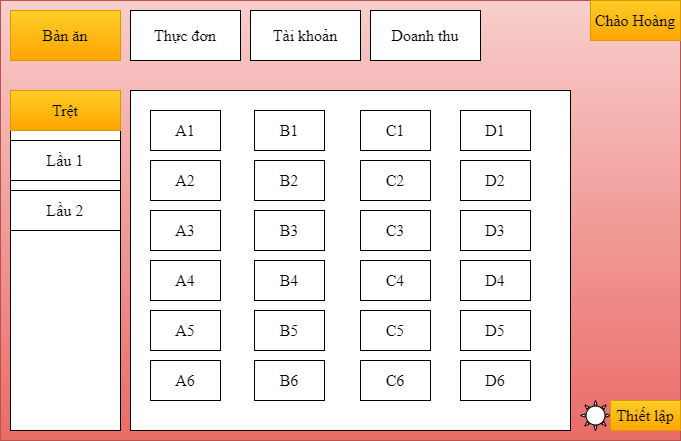 Bàn ăn
Thực đơn
Tài khoản
Doanh thu
Chào Hoàng
Trệt
Lầu 1
Lầu 2
A1 B1 C1 D1
A2 B2 C2 D2
A3 B3 C3 D3
A4 B4 C4 D4
A5 B5 C5 D5
A6 B6 C6 D6
Thiết lập